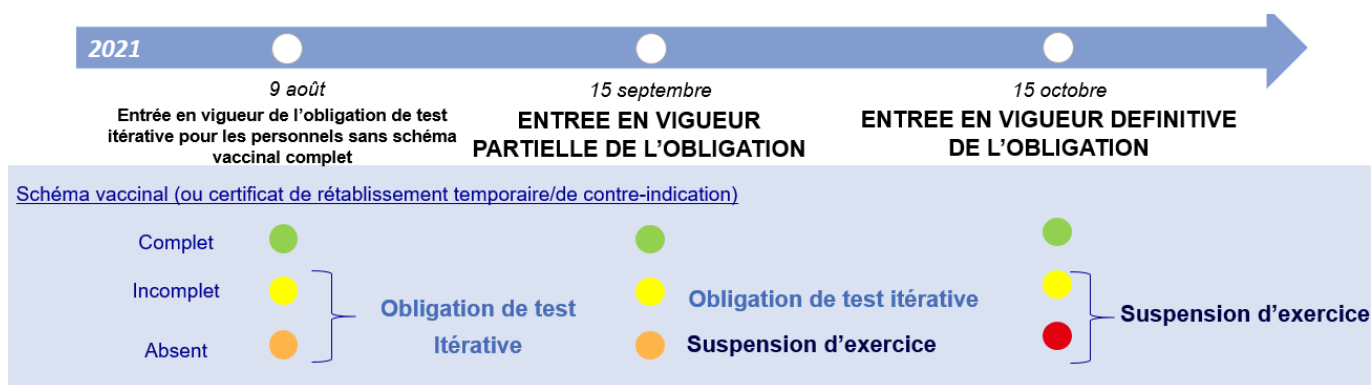 2021
9 août
Entrée en vigueur de l'obligation de test
itérative pour les personnels sans schéma
vaccinal complet
15 septembre
ENTREE EN VIGUEUR
PARTIELLE DE L'OBLIGATION
15 octobre
ENTREE EN VIGUEUR DEFINITIVE
DE L'OBLIGATION
Schéma vaccinal (ou certificat de rétablissement temporaire/de contre-indication)
Complet
Incomplet
Absent
Obligation de test
Itérative
Obligation de test itérative
Suspension d'exercice
Suspension d'exercice